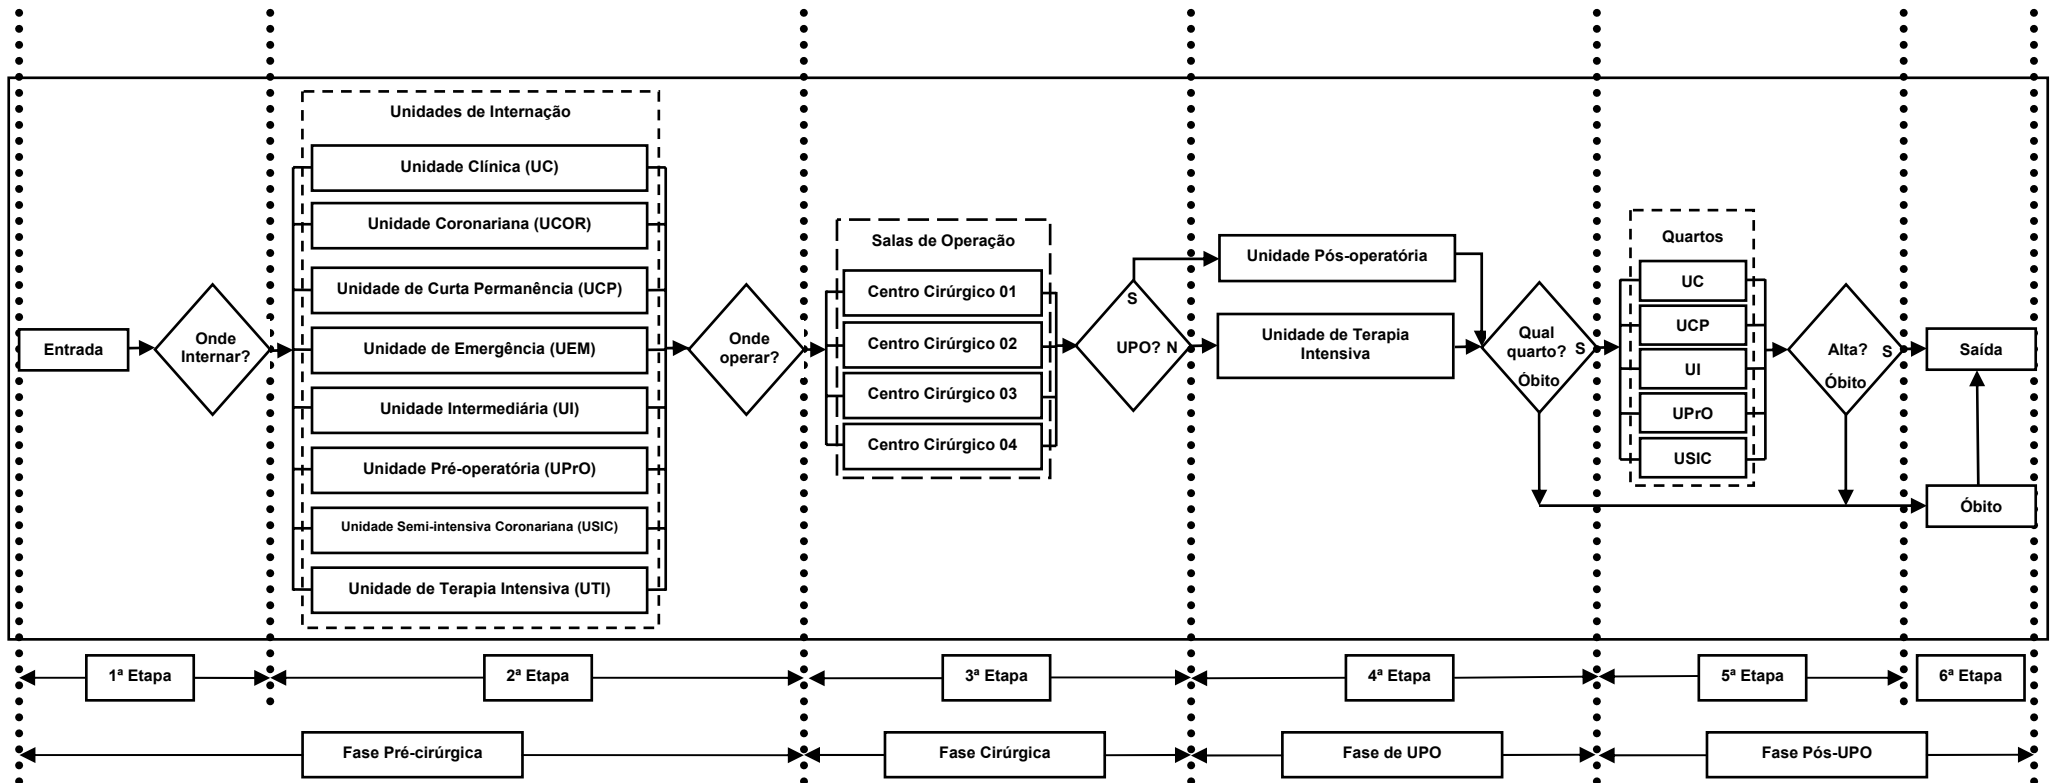 Unidades de Internação
Unidade Clínica (UC)
Unidade Coronariana (UCOR)
Unidade de Curta Permanência (UCP)
Unidade de Emergência (UEM)
Unidade Intermediária (UI)
Unidade Pré-operatória (UPrO)
Unidade Semi-intensiva Coronariana (USIC)
Unidade de Terapia Intensiva (UTI)
Entrada
Onde
Internar?
Onde
operar?
Salas de Operação
Centro Cirúrgico 01
Centro Cirúrgico 02
Centro Cirúrgico 03
Centro Cirúrgico 04
S
UPO? N
Unidade Pós-operatória
Unidade de Terapia
Intensiva
Qual
quarto? S
Óbito
Quartos
UC
UCP
UI
UPrO
USIC
Alta? S
Óbito
Saída
Óbito
1ª Etapa
2ª Etapa
3ª Etapa
4ª Etapa
5ª Etapa
6ª Etapa
Fase Pré-cirúrgica
Fase Cirúrgica
Fase de UPO
Fase Pós-UPO